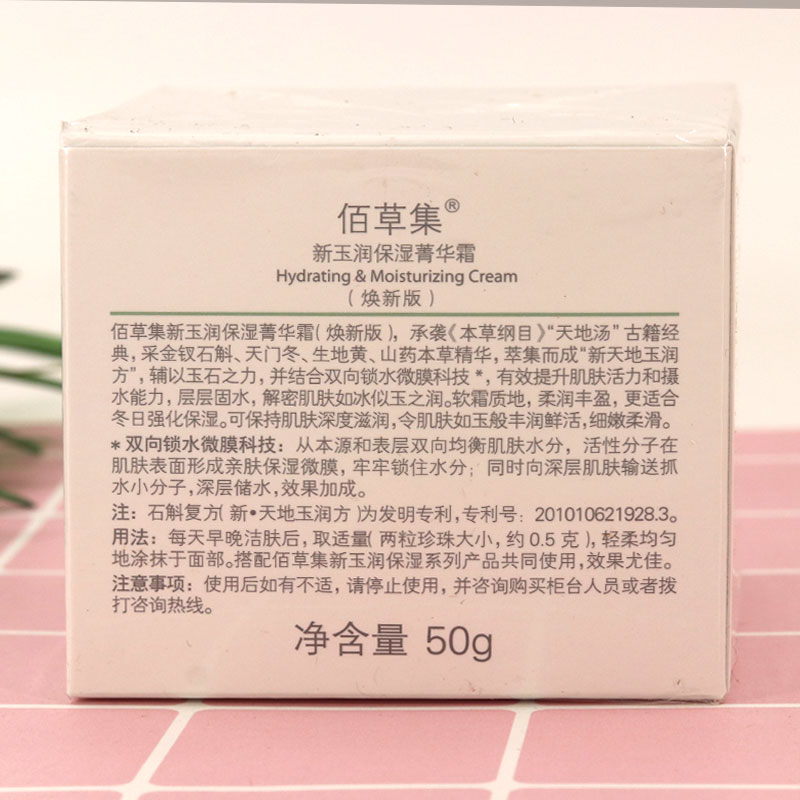 佰草集®
新玉润保湿菁华霜
Hydrating & Moisturizing Cream
（焕新版）
佰草集新玉润保湿菁华霜（焕新版），承袭《本草纲目》“天地汤”古籍经
典，采金钗石斛、天门冬、生地黄、山药本草精华，萃集而成“新天地玉润
方”，辅以玉石之力，并结合双向锁水微膜科技*，有效提升肌肤活力和摄
水能力，层层固水，解密肌肤如冰似玉之润。软霜质地，柔润丰盈，更适合
冬日强化保湿。可保持肌肤深度滋润，令肌肤如玉般丰润鲜活，细嫩柔滑。
*双向锁水微膜科技：从本源和表层双向均衡肌肤水分，活性分子在
肌肤表面形成亲肤保湿微膜，牢牢锁住水分；同时向深层肌肤输送抓
水小分子，深层储水，效果加成。
注：石斛复方（新•天地玉润方）为发明专利，专利号：201010621928.3。
用法：每天早晚洁肤后，取适量（两粒珍珠大小，约0.5克），轻柔均匀
地涂抹于面部。搭配佰草集新玉润保湿系列产品共同使用，效果尤佳。
注意事项：使用后如有不适，请停止使用，并咨询购买柜台人员或者拨
打咨询热线。
净含量 50g